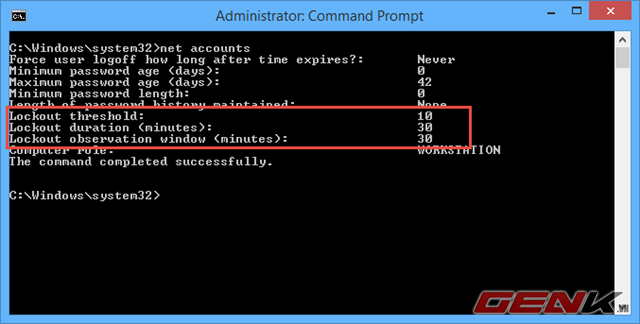 Administrator: Command Prompt
C:\Windows\system32>net accounts
Force user logoff how long after time expires?: Never
Minimum password age (days): 0
Maximum password age (days): 42
Minimum password length: 0
Length of password history maintained: None
Lockout threshold: 10
Lockout duration (minutes): 30
Lockout observation window (minutes): 30
Computer role: WORKSTATION
The command completed successfully.
C:\Windows\system32>
GENK.VN